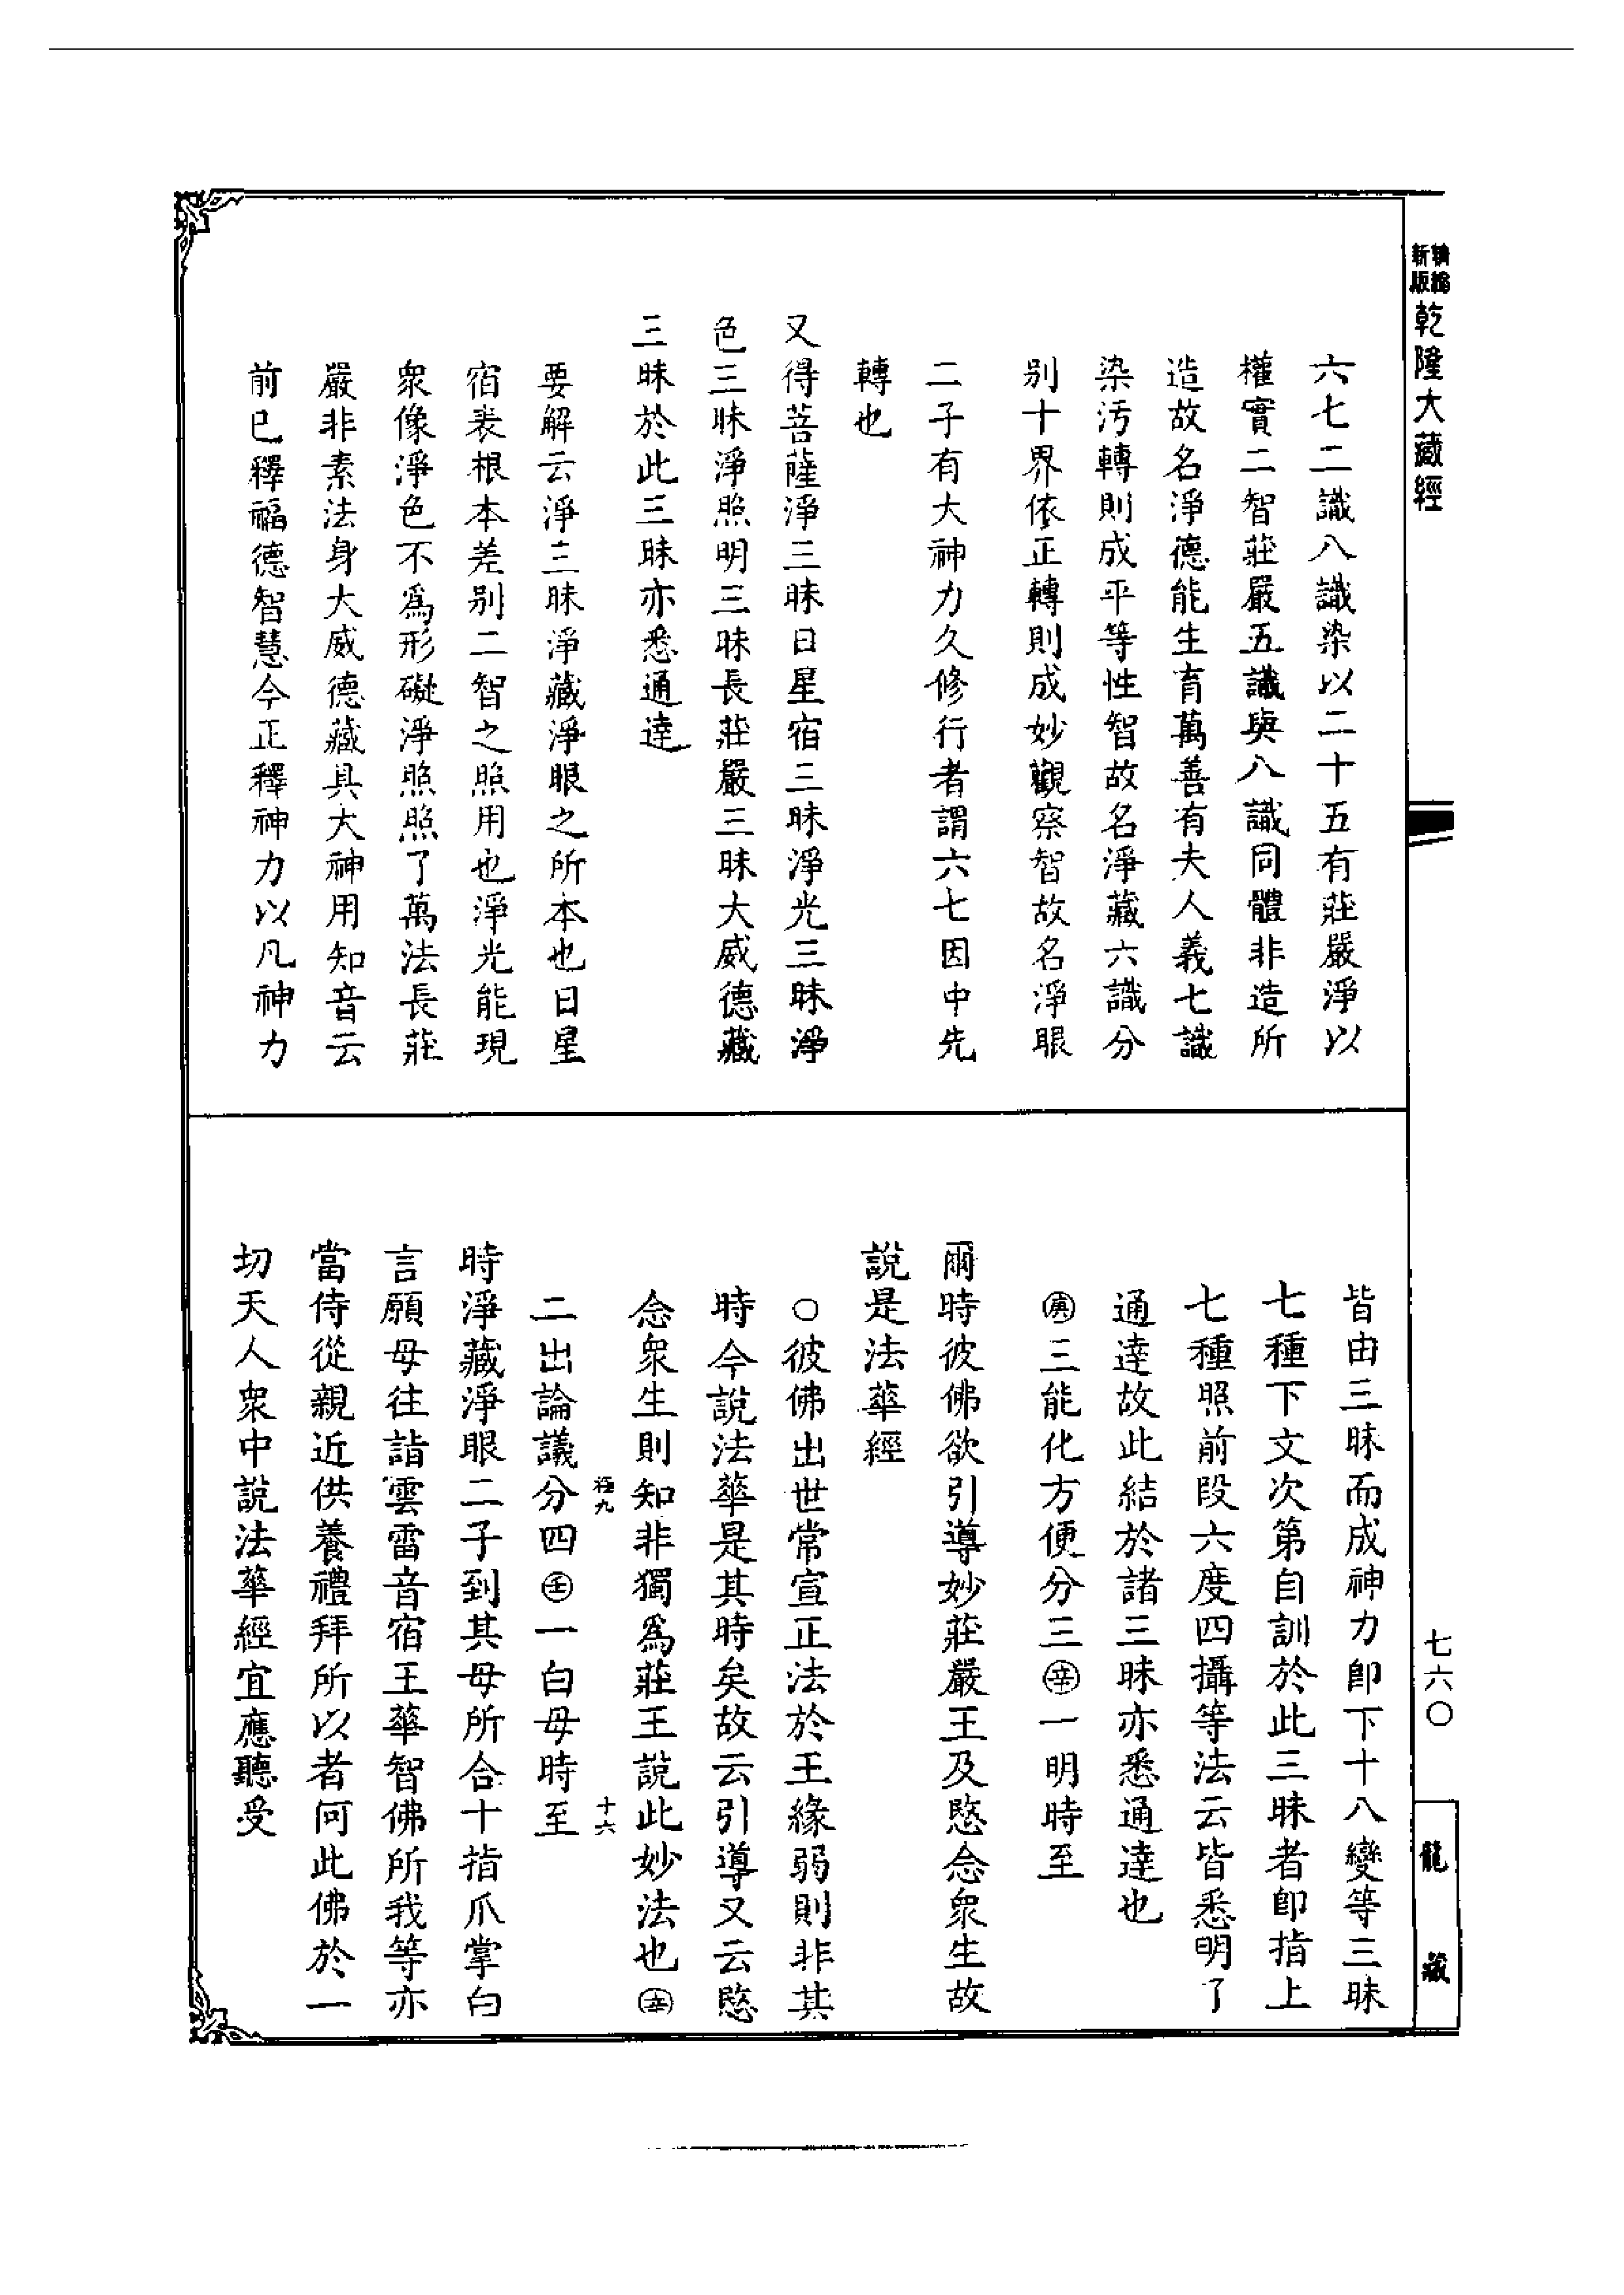 新編
新版
乾隆大藏經
六七二識八識染以二十五有莊嚴淨以
權實二智莊嚴五識與八識同體非造所
造故名淨德能生育萬善有夫人義七識
染汚轉則成平等性智故名淨藏六識分
別十界依正轉則成妙觀察智故名淨眼
二子有大神力久修行者謂六七因中先
轉也
又得菩薩淨三昧日星宿三昧淨光三昧淨
色三昧淨照明三昧長莊嚴三昧大威德藏
三昧於此三昧亦悉通達
要解云淨三昧淨藏淨眼之所本也日星
宿表根本差別二智之照用也淨光能現
衆像淨色不爲形礙淨照照了萬法長莊
嚴非素法身大威德藏具大神用知音云
前已釋福德智慧今正釋神力以凡神力
皆由三昧而成神力卽下十八變等三昧
七種下文次第自訓於此三昧者卽指上
七種照前段六度四攝等法云皆悉明了
通達故此結於諸三昧亦悉通達也
㊮三能化方便分三㊛一明時至
爾時彼佛欲引導妙莊嚴王及愍念衆生故
說是法華經
○彼佛出世常宣正法於王緣弱則非其
時今說法華是其時矣故云引導又云愍
念衆生則知非獨爲莊王說此妙法也㊛
二出論議分四㊛一白母時至
時淨藏淨眼二子到其母所合十指爪掌白
言願母往詣雲雷音宿王華智佛所我等亦
當侍從親近供養禮拜所以者何此佛於一
切天人衆中說法華經宜應聽受
十六
七六〇
龍藏